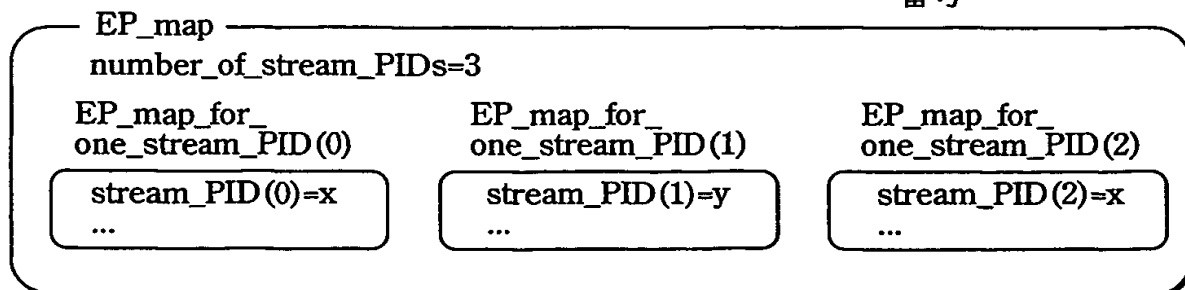 EP_map
number_of_stream_PIDs=3
EP_map_for_ EP_map_for_ EP_map_for_
one_stream_PID(0) one_stream_PID(1) one_stream_PID(2)
stream_PID(0)=x stream_PID(1)=y stream_PID(2)=x
... ... ...